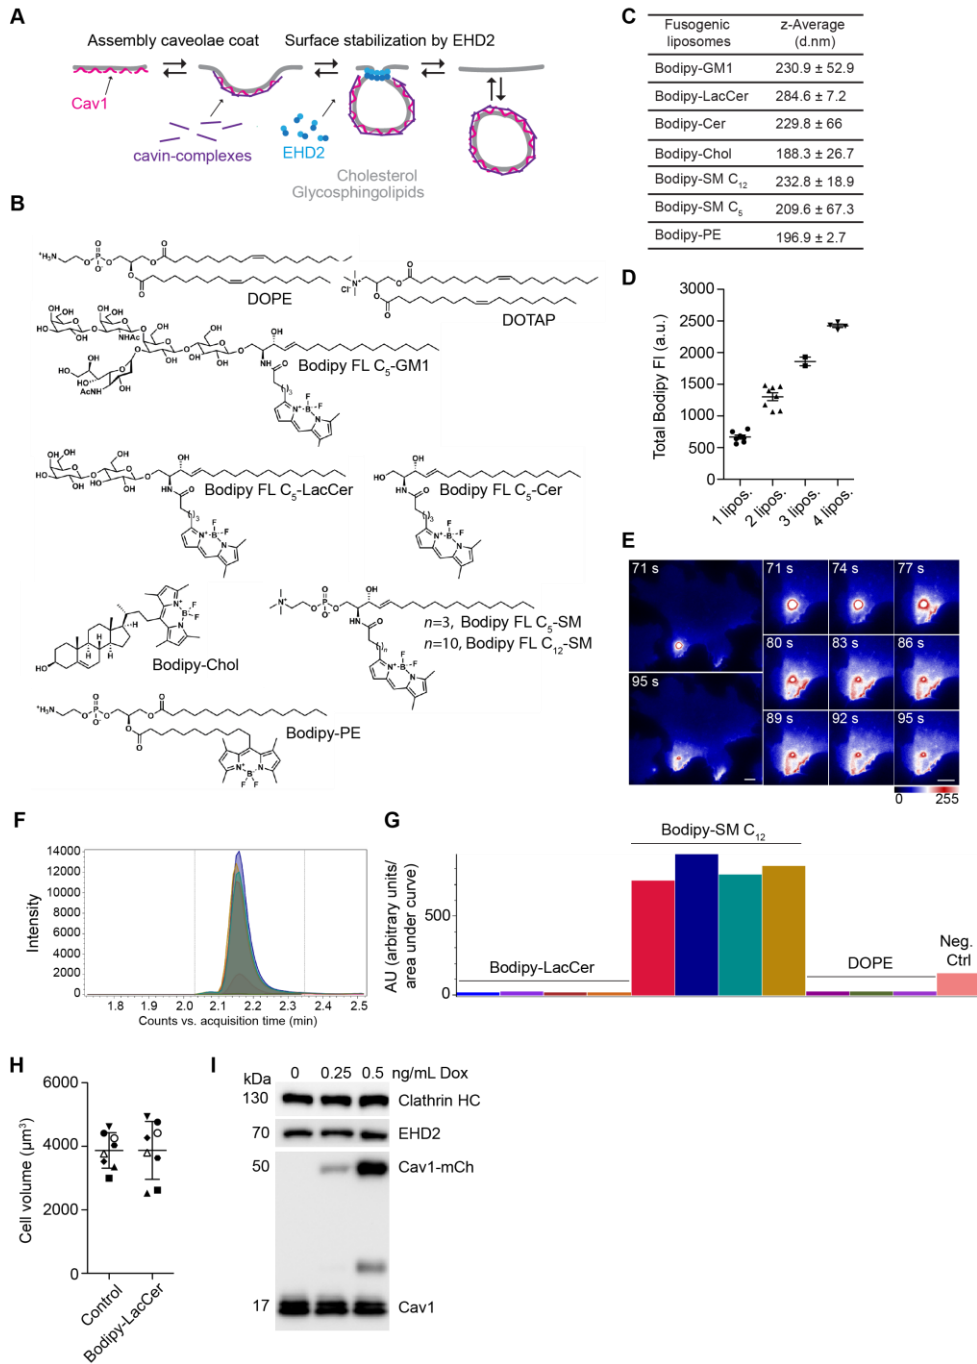 A
Assembly caveolae coat
Surface stabilization by EHD2
Cav1
cavin-complexes
EHD2
Cholesterol
Glycosphingolipids
B
DOPE
DOTAP
Bodipy FL C5-GM1
Bodipy FL C5-LacCer
Bodipy FL C5-Cer
Bodipy-Chol
n=3, Bodipy FL C5-SM
n=10, Bodipy FL C12-SM
Bodipy-PE
C
Fusogenic liposomes z-Average (d.nm)
Bodipy-GM1 230.9 ± 52.9
Bodipy-LacCer 284.6 ± 7.2
Bodipy-Cer 229.8 ± 66
Bodipy-Chol 188.3 ± 26.7
Bodipy-SM C12 232.8 ± 18.9
Bodipy-SM C5 209.6 ± 67.3
Bodipy-PE 196.9 ± 2.7
D
Total Bodipy FI (a.u.)
3000
2500
2000
1500
1000
500
0
1 lipos. 2 lipos. 3 lipos. 4 lipos.
E
71 s
95 s
71 s 74 s 77 s
80 s 83 s 86 s
89 s 92 s 95 s
0 255
F
Intensity
14000
12000
10000
8000
6000
4000
2000
0
1.8 1.9 2.0 2.1 2.2 2.3 2.4 2.5
Counts vs. acquisition time (min)
G
AU (arbitrary units/
area under curve)
500
0
Bodipy-LacCer
Bodipy-SM C12
DOPE
Neg.
Ctrl
H
Cell volume (µm³)
6000
4000
2000
0
Control
Bodipy-LacCer
I
kDa 0 0.25 0.5 ng/mL Dox
130 Clathrin HC
70 EHD2
50 Cav1-mCh
17 Cav1